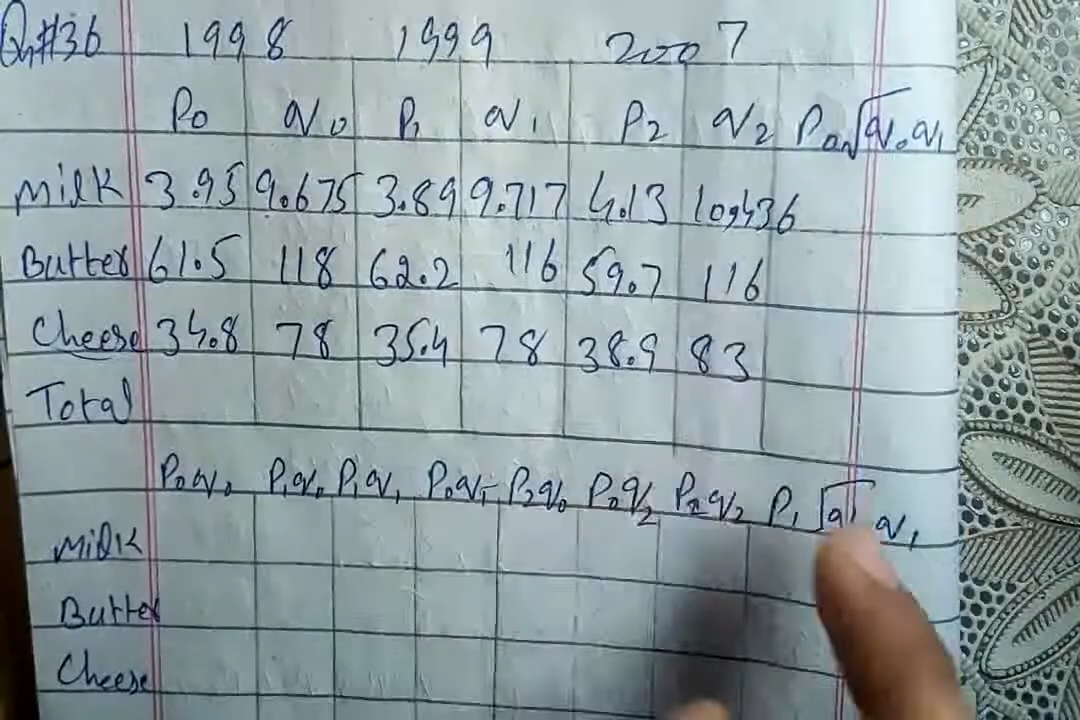 Q#36 1998 1999 2007
P₀ q₀ P₁ q₁ P₂ q₂ P₀√q₀q₁
Milk 3.95 9.675 3.89 9.717 4.13 10,436
Butter 61.5 118 62.2 116 59.7 116
Cheese 34.8 78 35.4 78 38.9 83
Total
P₀q₀ P₁q₀ P₁q₁ P₀q₁ P₂q₀ P₀q₂ P₂q₂ P₁√q q₁
Milk
Butter
Cheese